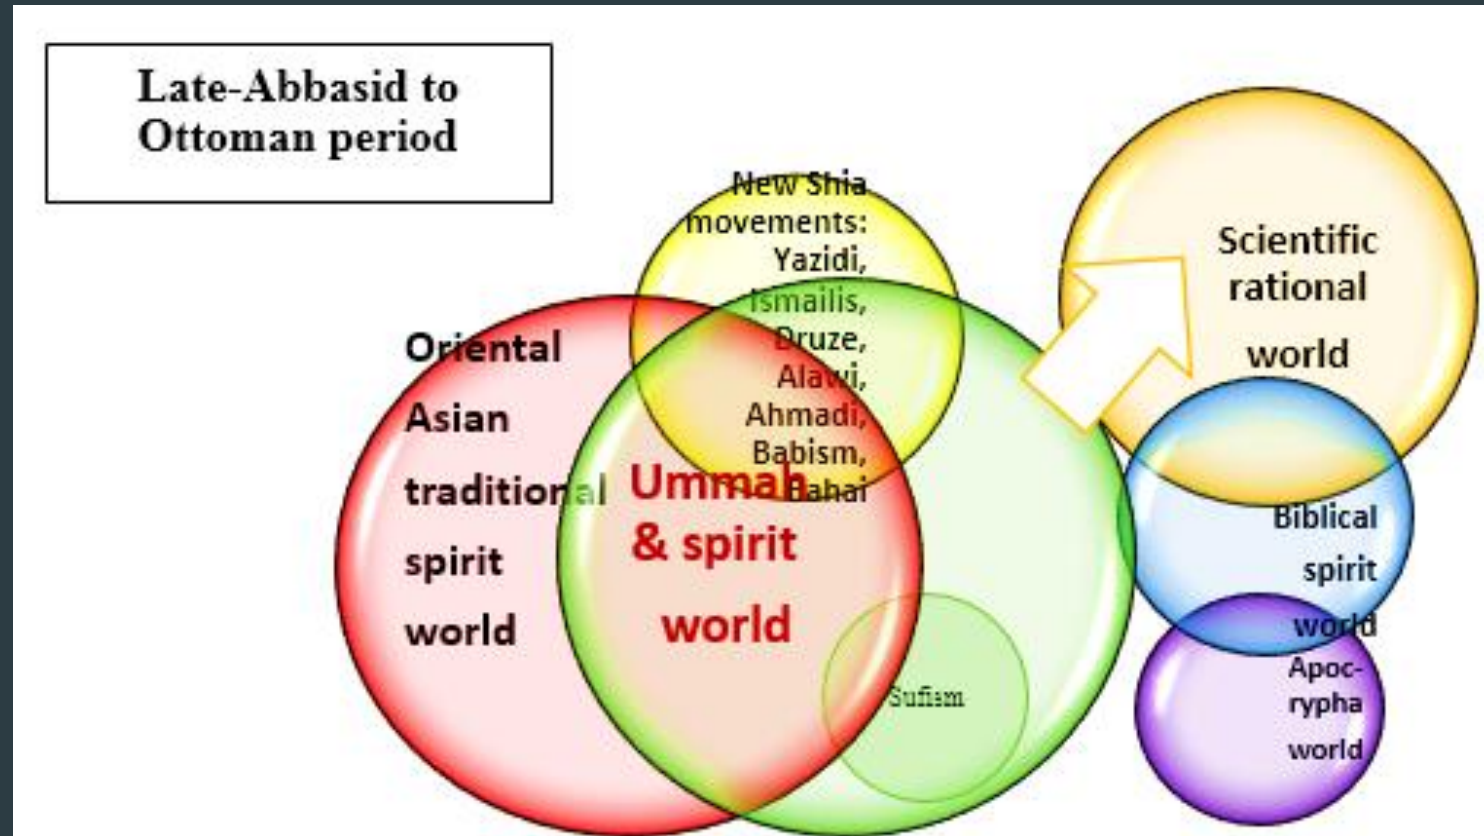 Late-Abbasid to
Ottoman period
New Shia
movements:
Yazidi,
Ismailis,
Druze,
Alawi,
Ahmadi,
Babism,
Bahai
Oriental
Asian
traditional
spirit
world
Ummah
& spirit
world
Sufism
Scientific
rational
world
Biblical
spirit
world
Apoc-
rypha
world